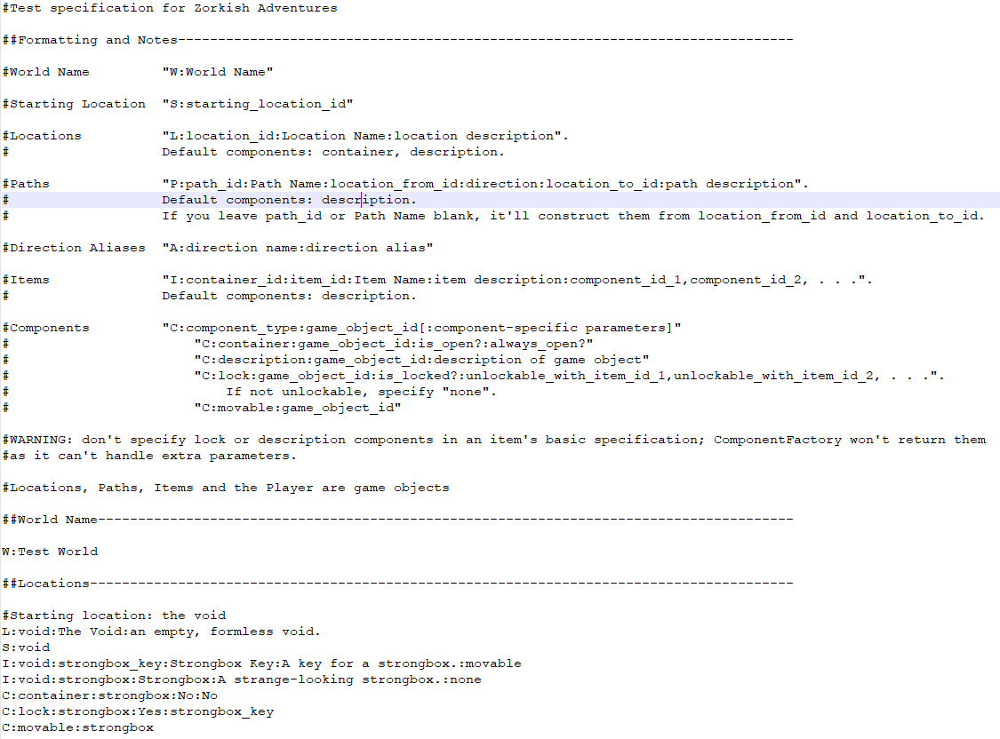 #Test specification for Zorkish Adventures
##Formatting and Notes-----------------------------------------------------------------------------
#World Name         "W:World Name"
#Starting Location  "S:starting_location_id"
#Locations          "L:location_id:Location Name:location description".
#                   Default components: container, description.
#Paths              "P:path_id:Path Name:location_from_id:direction:location_to_id:path description".
#                   Default components: description.
#                   If you leave path_id or Path Name blank, it'll construct them from location_from_id and location_to_id.
#Direction Aliases  "A:direction name:direction alias"
#Items              "I:container_id:item_id:Item Name:item description:component_id_1,component_id_2, . . .".
#                   Default components: description.
#Components         "C:component_type:game_object_id[:component-specific parameters]"
#                       "C:container:game_object_id:is_open?:always_open?"
#                       "C:description:game_object_id:description of game object"
#                       "C:lock:game_object_id:is_locked?:unlockable_with_item_id_1,unlockable_with_item_id_2, . . .".
#                           If not unlockable, specify "none".
#                       "C:movable:game_object_id"
#WARNING: don't specify lock or description components in an item's basic specification; ComponentFactory won't return them
#as it can't handle extra parameters.
#Locations, Paths, Items and the Player are game objects
##World Name---------------------------------------------------------------------------------------
W:Test World
##Locations----------------------------------------------------------------------------------------
#Starting location: the void
L:void:The Void:an empty, formless void.
S:void
I:void:strongbox_key:Strongbox Key:A key for a strongbox.:movable
I:void:strongbox:Strongbox:A strange-looking strongbox.:none
C:container:strongbox:No:No
C:lock:strongbox:Yes:strongbox_key
C:movable:strongbox